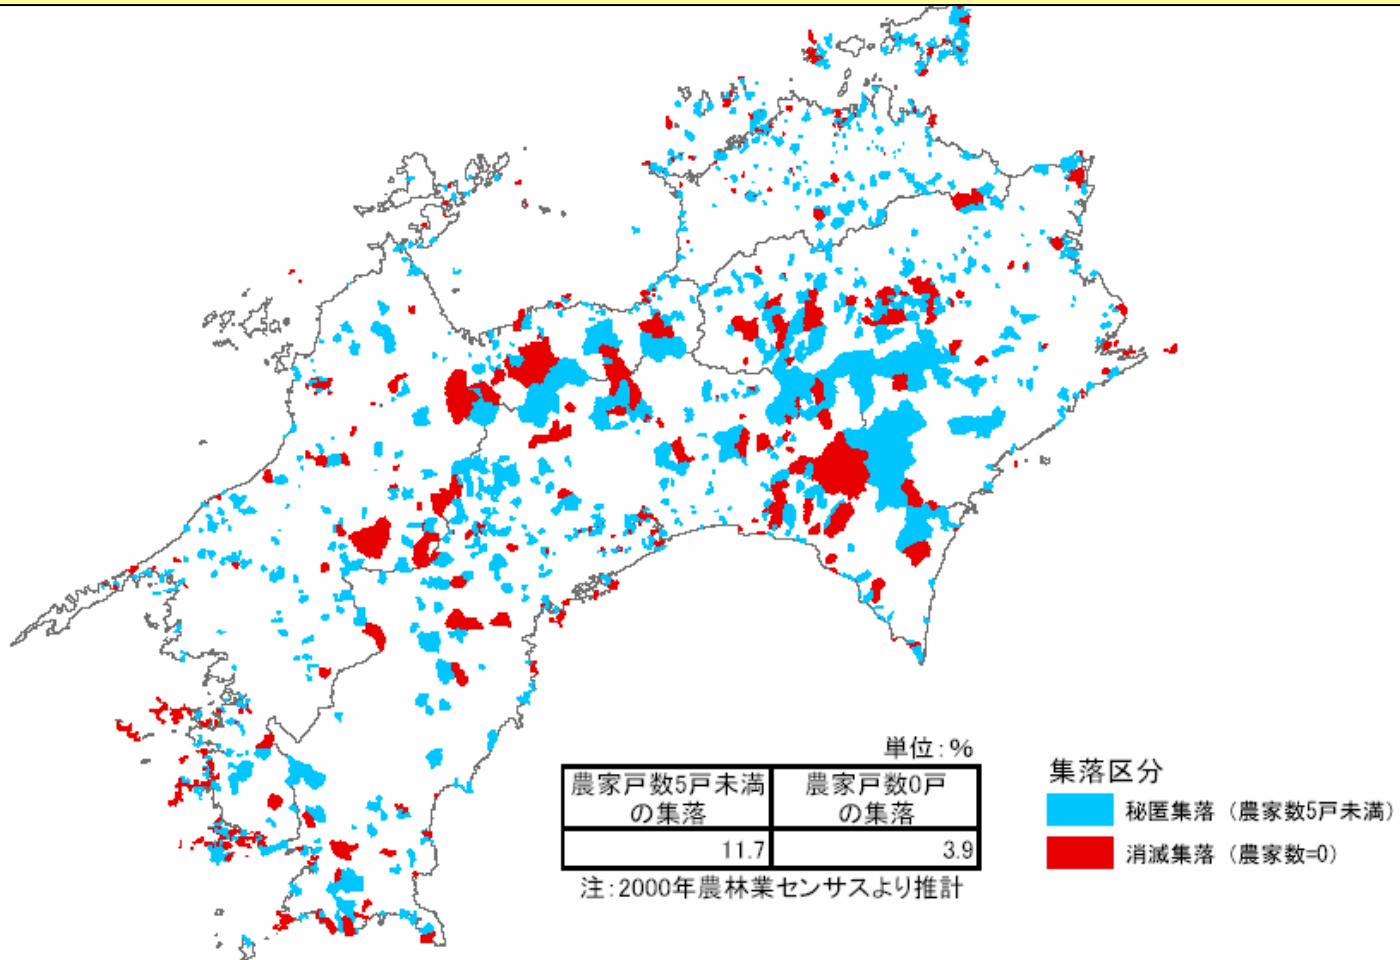 単位：％
農家戸数5戸未満
の集落
農家戸数0戸
の集落
11.7
3.9
注：2000年農林業センサスより推計
集落区分
秘匿集落（農家数5戸未満）
消滅集落（農家数=0）